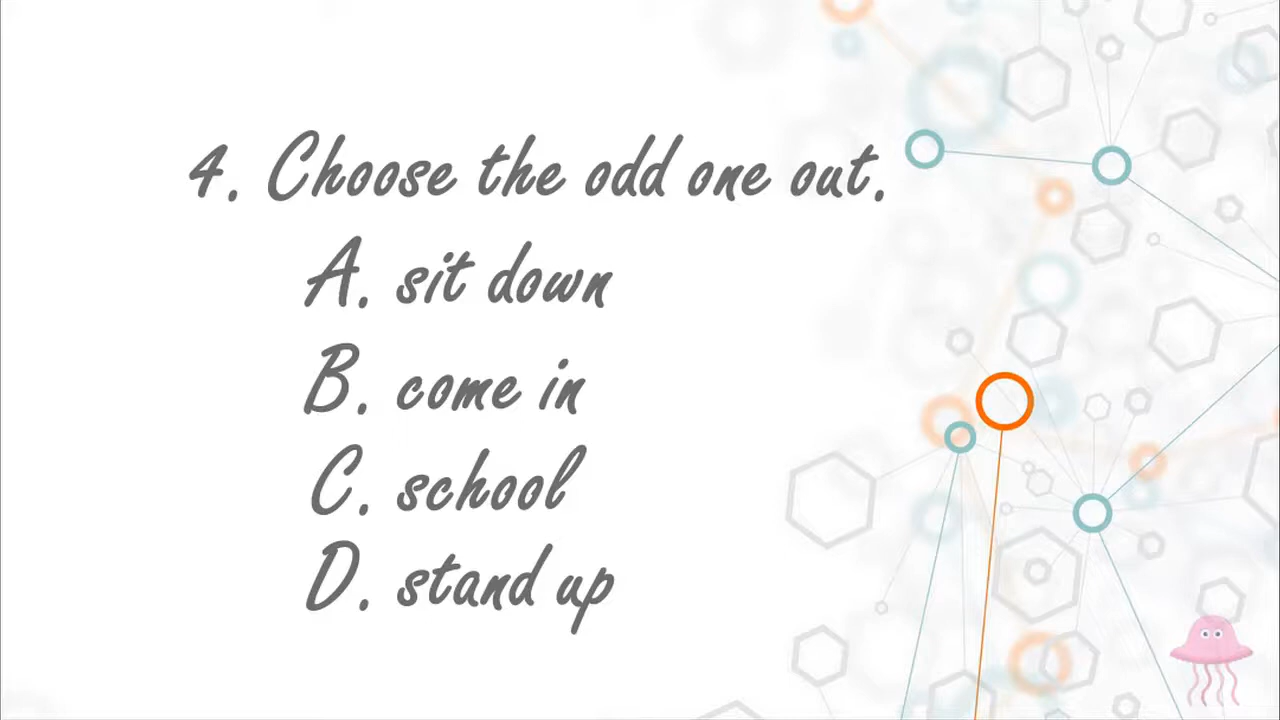 4. Choose the odd one out.
A. sit down
B. come in
C. school
D. stand up